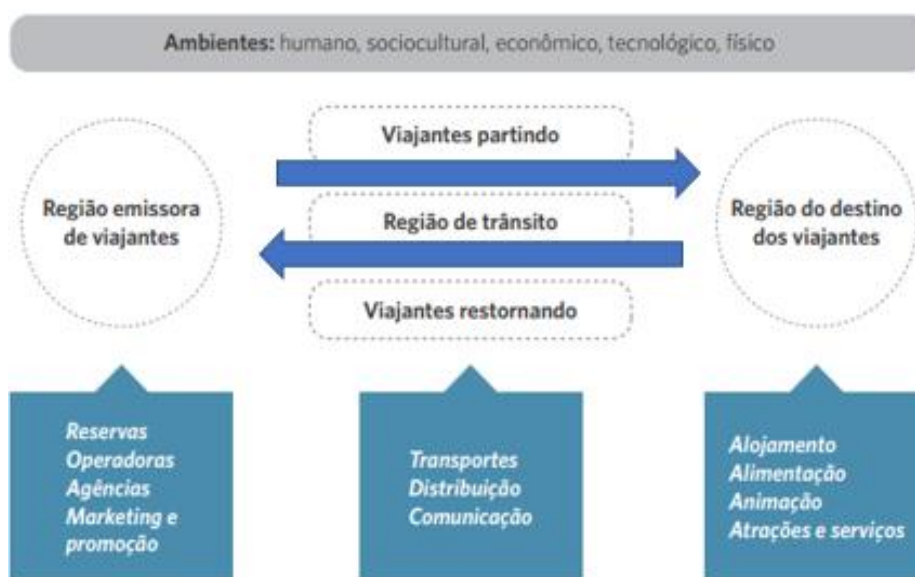 Ambientes: humano, sociocultural, econômico, tecnológico, físico
Viajantes partindo
Região emissora
de viajantes
Região de trânsito
Região do destino
dos viajantes
Viajantes restornando
Reservas
Operadoras
Agências
Marketing e
promoção
Transportes
Distribuição
Comunicação
Alojamento
Alimentação
Animação
Atrações e serviços